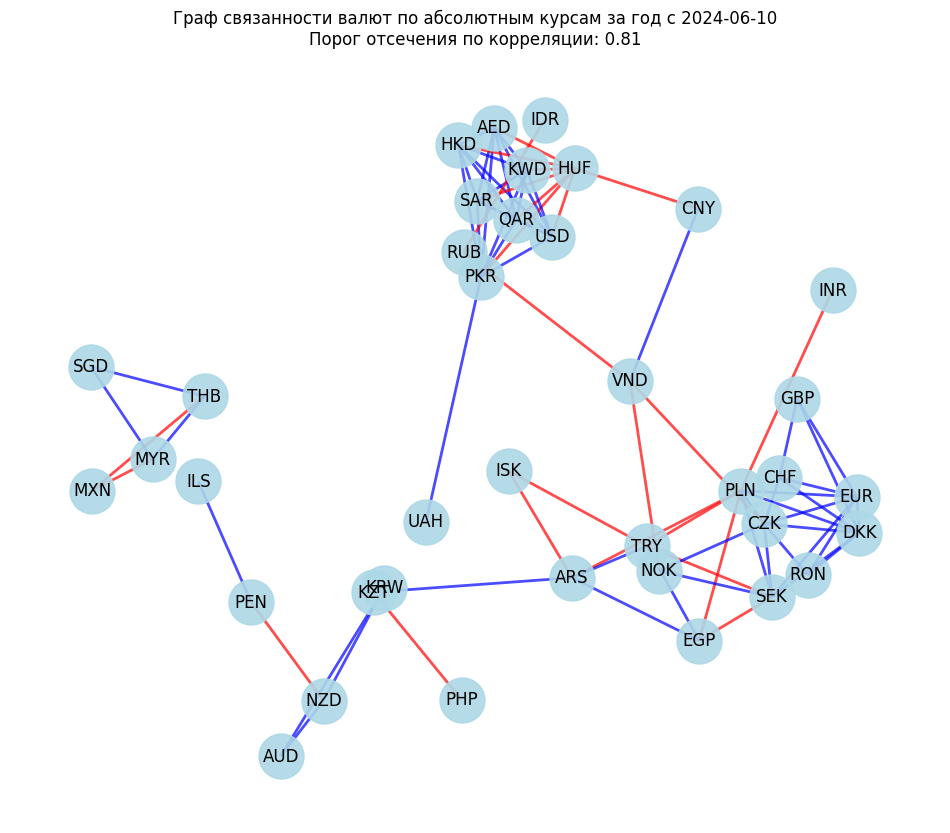 Граф связанности валют по абсолютным курсам за год с 2024-06-10
Порог отсечения по корреляции: 0.81
IDR
AED
HKD
KWD
HUF
SAR
CNY
QAR
USD
RUB
PKR
INR
SGD
VND
THB
GBP
MYR
ISK
CHF
ILS
MXN
PLN
EUR
UAH
CZK
DKK
TRY
NOK
RON
ARS
KRW
KZT
SEK
PEN
EGP
NZD
PHP
AUD